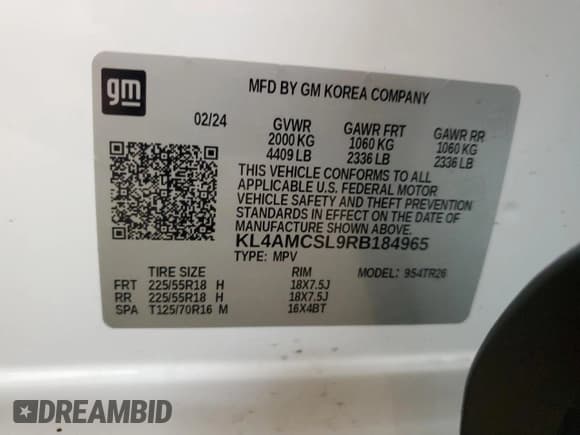 gm
MFD BY GM KOREA COMPANY
02/24 GVWR GAWR FRT GAWR RR
2000 KG 1060 KG 1060 KG
4409 LB 2336 LB 2336 LB
THIS VEHICLE CONFORMS TO ALL
APPLICABLE U.S. FEDERAL MOTOR
VEHICLE SAFETY AND THEFT PREVENTION
STANDARDS IN EFFECT ON THE DATE OF
MANUFACTURE SHOWN ABOVE.
KL4AMCSL9RB184965
TYPE: MPV
TIRE SIZE RIM MODEL: 954TR26
FRT 225/55R18 H 18X7.5J
RR 225/55R18 H 18X7.5J
SPA T125/70R16 M 16X4BT
DREAMBID